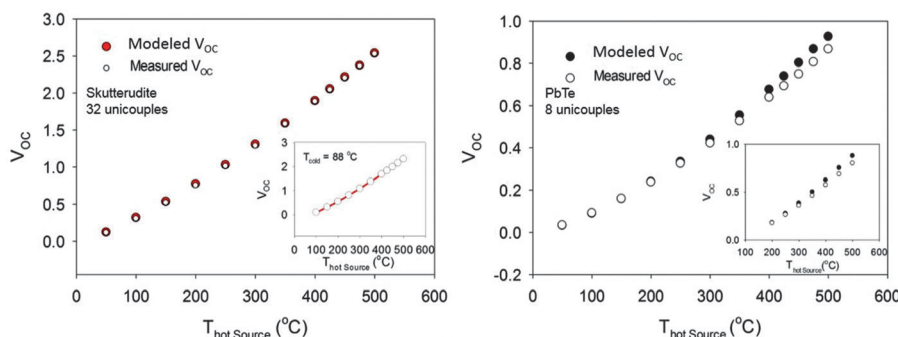 3.0
2.5
2.0
1.5
1.0
0.5
0.0
V_OC
Modeled V_OC
Measured V_OC
Skutterudite
32 unicouples
3
2
1
0
V_OC
T_cold = 88 °C
0 100 200 300 400 500 600
T_hot Source (°C)
0 100 200 300 400 500 600
T_hot Source (°C)
1.0
0.8
0.6
0.4
0.2
0.0
-0.2
V_OC
Modeled V_OC
Measured V_OC
PbTe
8 unicouples
1.0
0.5
0.0
V_OC
100 200 300 400 500 600
T_hot Source (°C)
0 100 200 300 400 500 600
T_hot Source (°C)